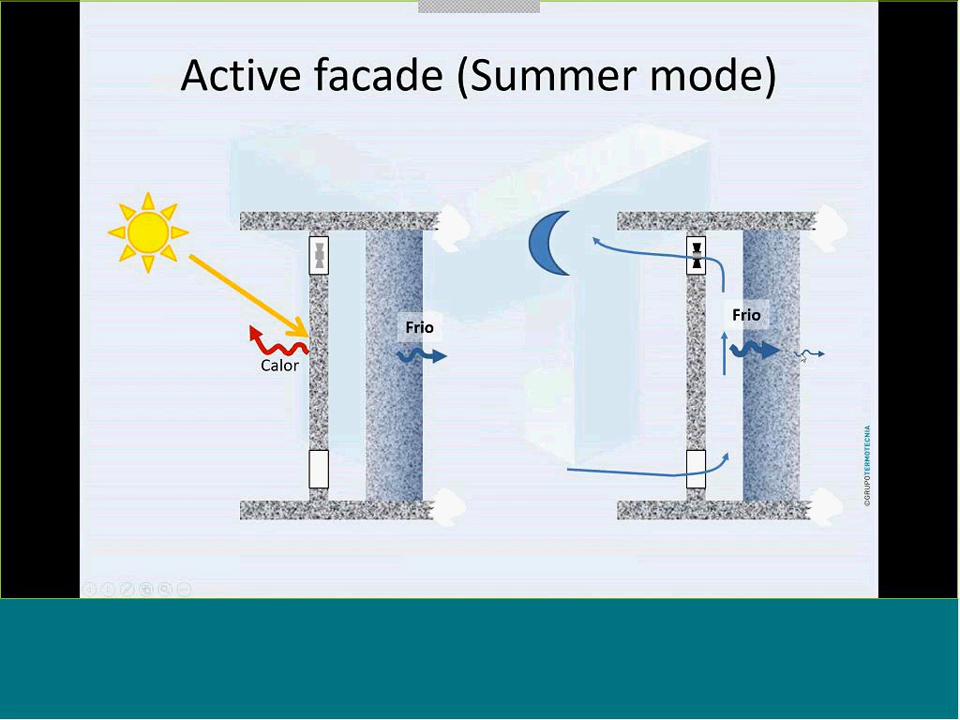 Active facade (Summer mode)
Frio
Calor
Frio
©GRUPOTERMOTECNIA